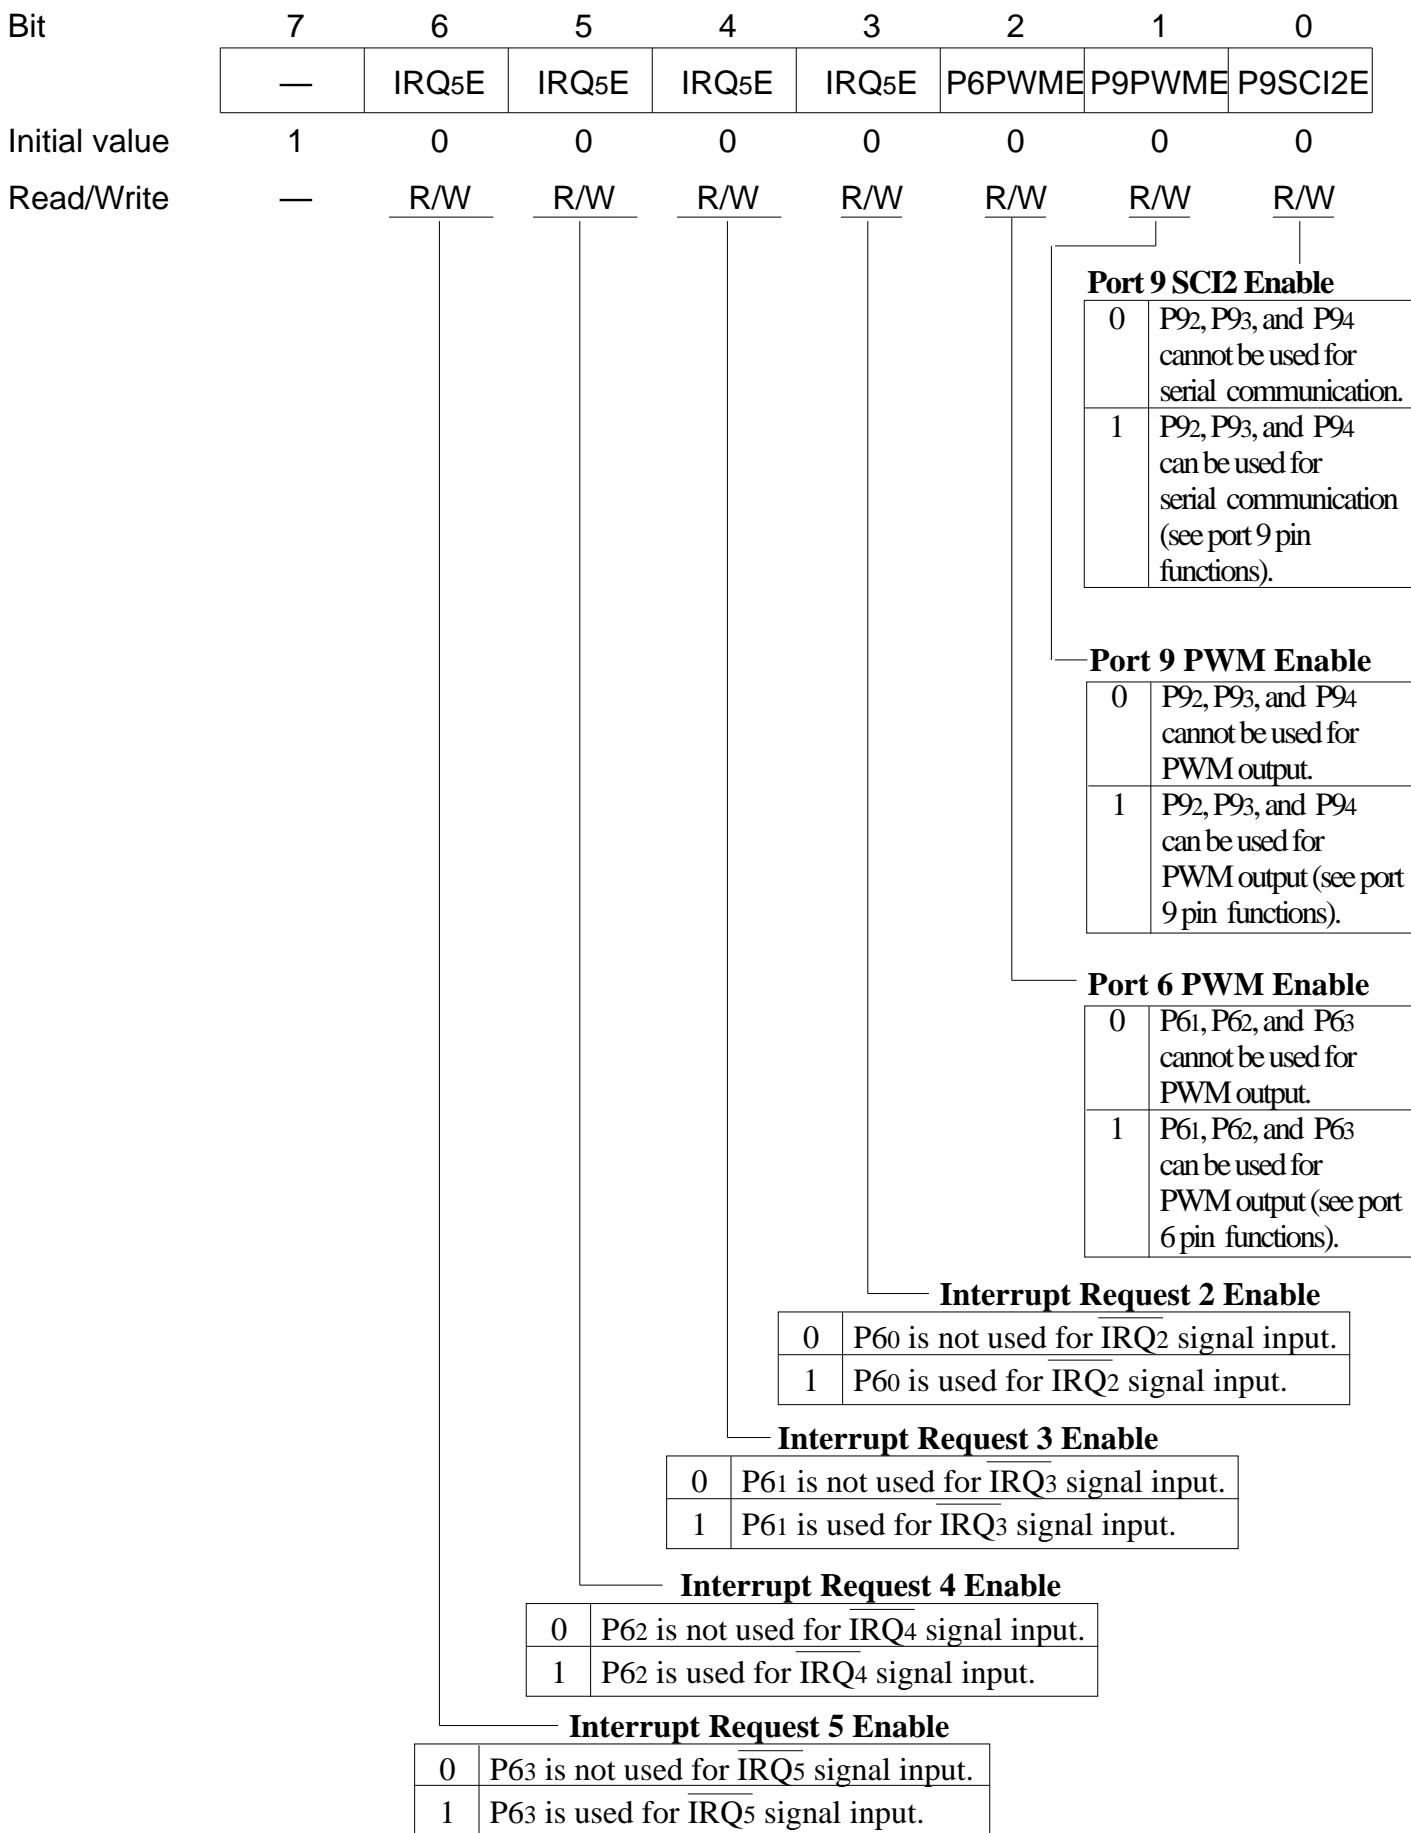 Bit 7 6 5 4 3 2 1 0
— IRQ5E IRQ5E IRQ5E IRQ5E P6PWME P9PWME P9SCI2E
Initial value 1 0 0 0 0 0 0 0
Read/Write — R/W R/W R/W R/W R/W R/W R/W
Port 9 SCI2 Enable
0 P92, P93, and P94
cannot be used for
serial communication.
1 P92, P93, and P94
can be used for
serial communication
(see port 9 pin
functions).
Port 9 PWM Enable
0 P92, P93, and P94
cannot be used for
PWM output.
1 P92, P93, and P94
can be used for
PWM output (see port
9 pin functions).
Port 6 PWM Enable
0 P61, P62, and P63
cannot be used for
PWM output.
1 P61, P62, and P63
can be used for
PWM output (see port
6 pin functions).
Interrupt Request 2 Enable
0 P60 is not used for IRQ2 signal input.
1 P60 is used for IRQ2 signal input.
Interrupt Request 3 Enable
0 P61 is not used for IRQ3 signal input.
1 P61 is used for IRQ3 signal input.
Interrupt Request 4 Enable
0 P62 is not used for IRQ4 signal input.
1 P62 is used for IRQ4 signal input.
Interrupt Request 5 Enable
0 P63 is not used for IRQ5 signal input.
1 P63 is used for IRQ5 signal input.